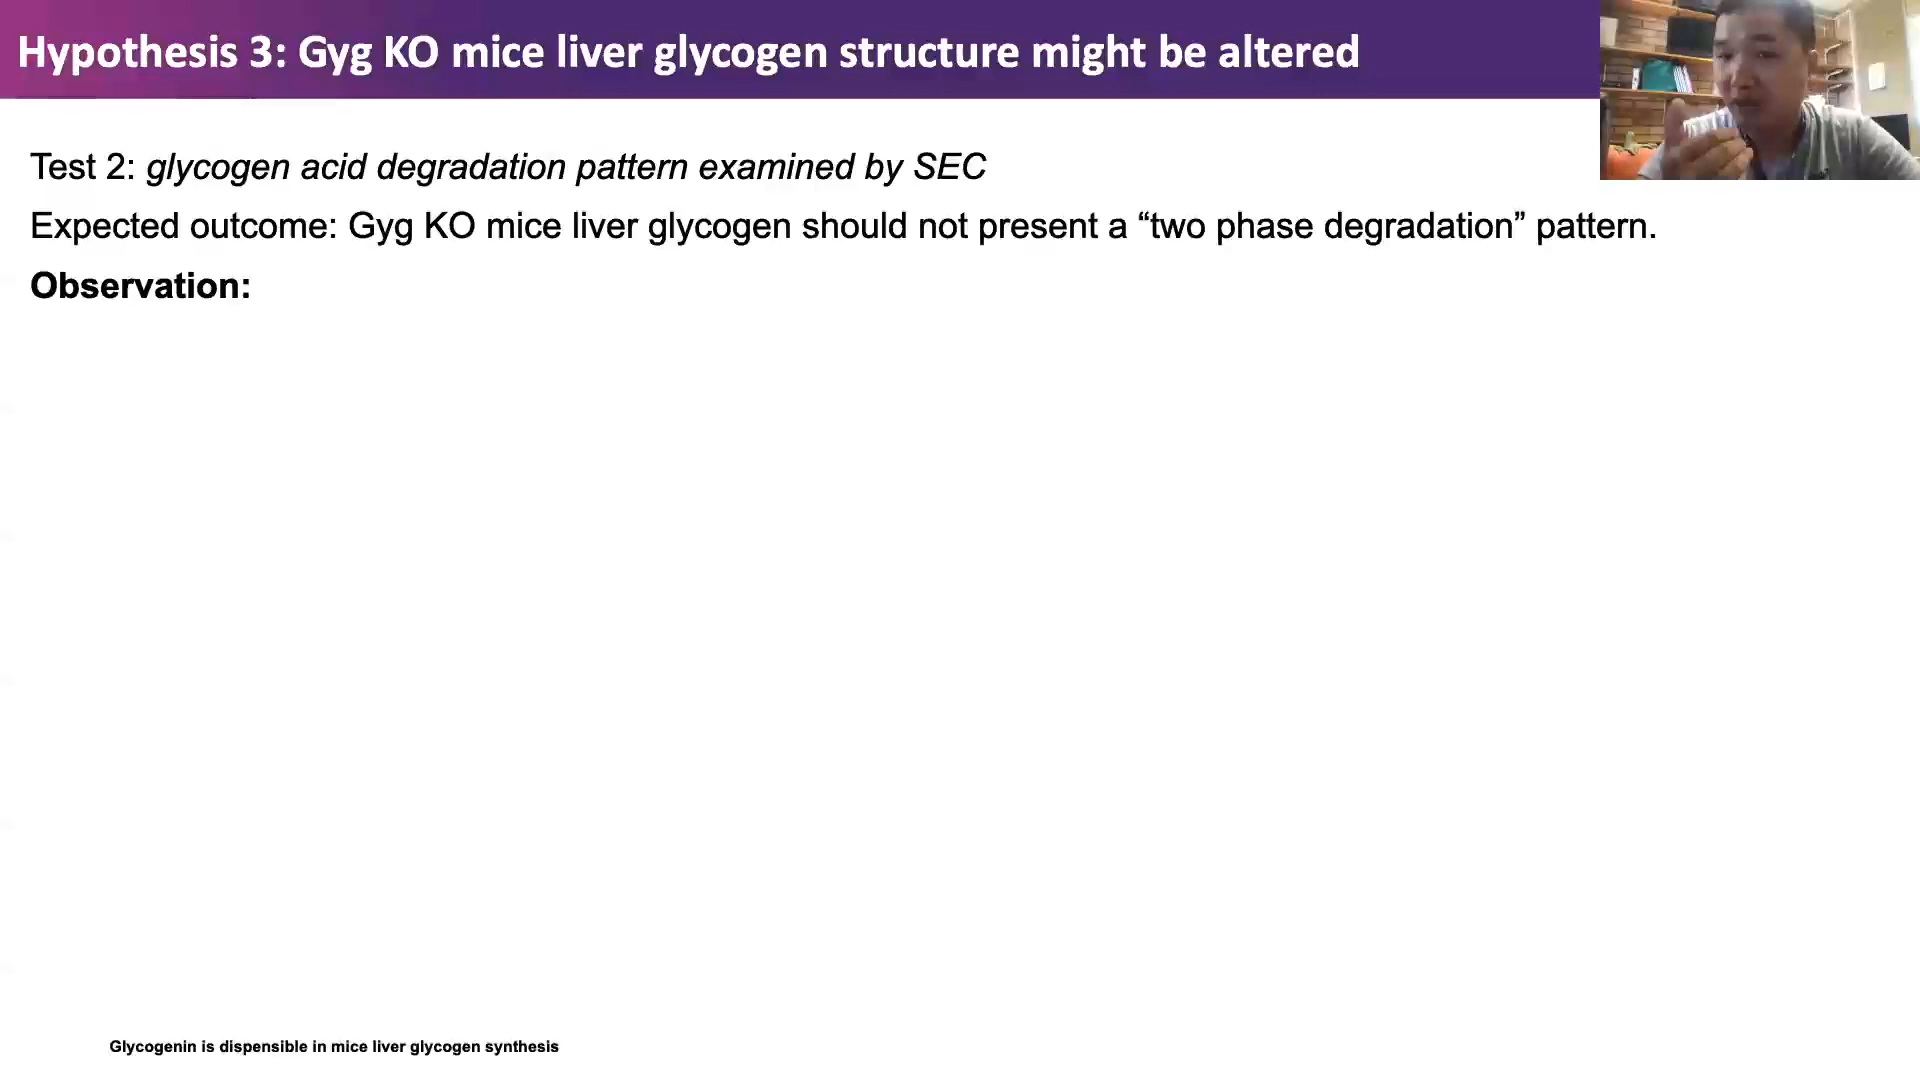 Hypothesis 3: Gyg KO mice liver glycogen structure might be altered
Test 2: glycogen acid degradation pattern examined by SEC
Expected outcome: Gyg KO mice liver glycogen should not present a “two phase degradation” pattern.
Observation:
Glycogenin is dispensible in mice liver glycogen synthesis